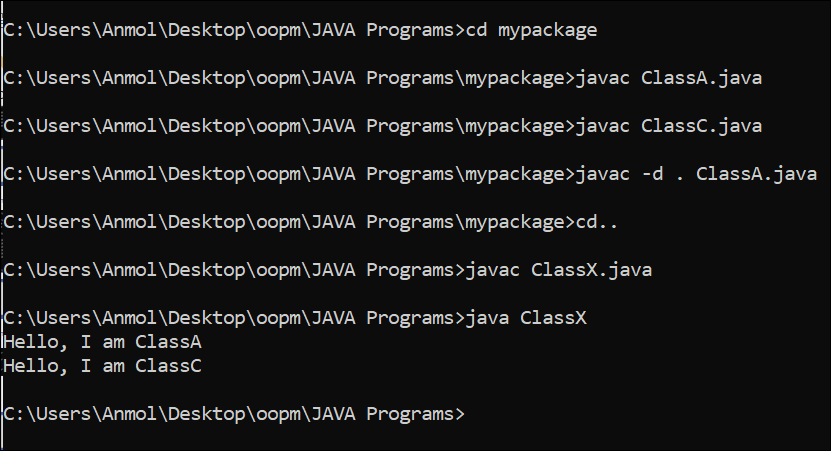 C:\Users\Anmol\Desktop\oopm\JAVA Programs>cd mypackage
C:\Users\Anmol\Desktop\oopm\JAVA Programs\mypackage>javac ClassA.java
C:\Users\Anmol\Desktop\oopm\JAVA Programs\mypackage>javac ClassC.java
C:\Users\Anmol\Desktop\oopm\JAVA Programs\mypackage>javac -d . ClassA.java
C:\Users\Anmol\Desktop\oopm\JAVA Programs\mypackage>cd..
C:\Users\Anmol\Desktop\oopm\JAVA Programs>javac ClassX.java
C:\Users\Anmol\Desktop\oopm\JAVA Programs>java ClassX
Hello, I am ClassA
Hello, I am ClassC
C:\Users\Anmol\Desktop\oopm\JAVA Programs>